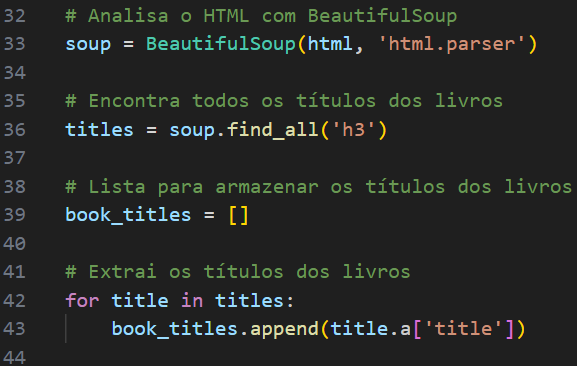 32 # Analisa o HTML com BeautifulSoup
33 soup = BeautifulSoup(html, 'html.parser')
34
35 # Encontra todos os títulos dos livros
36 titles = soup.find_all('h3')
37
38 # Lista para armazenar os títulos dos livros
39 book_titles = []
40
41 # Extrai os títulos dos livros
42 for title in titles:
43     book_titles.append(title.a['title'])
44